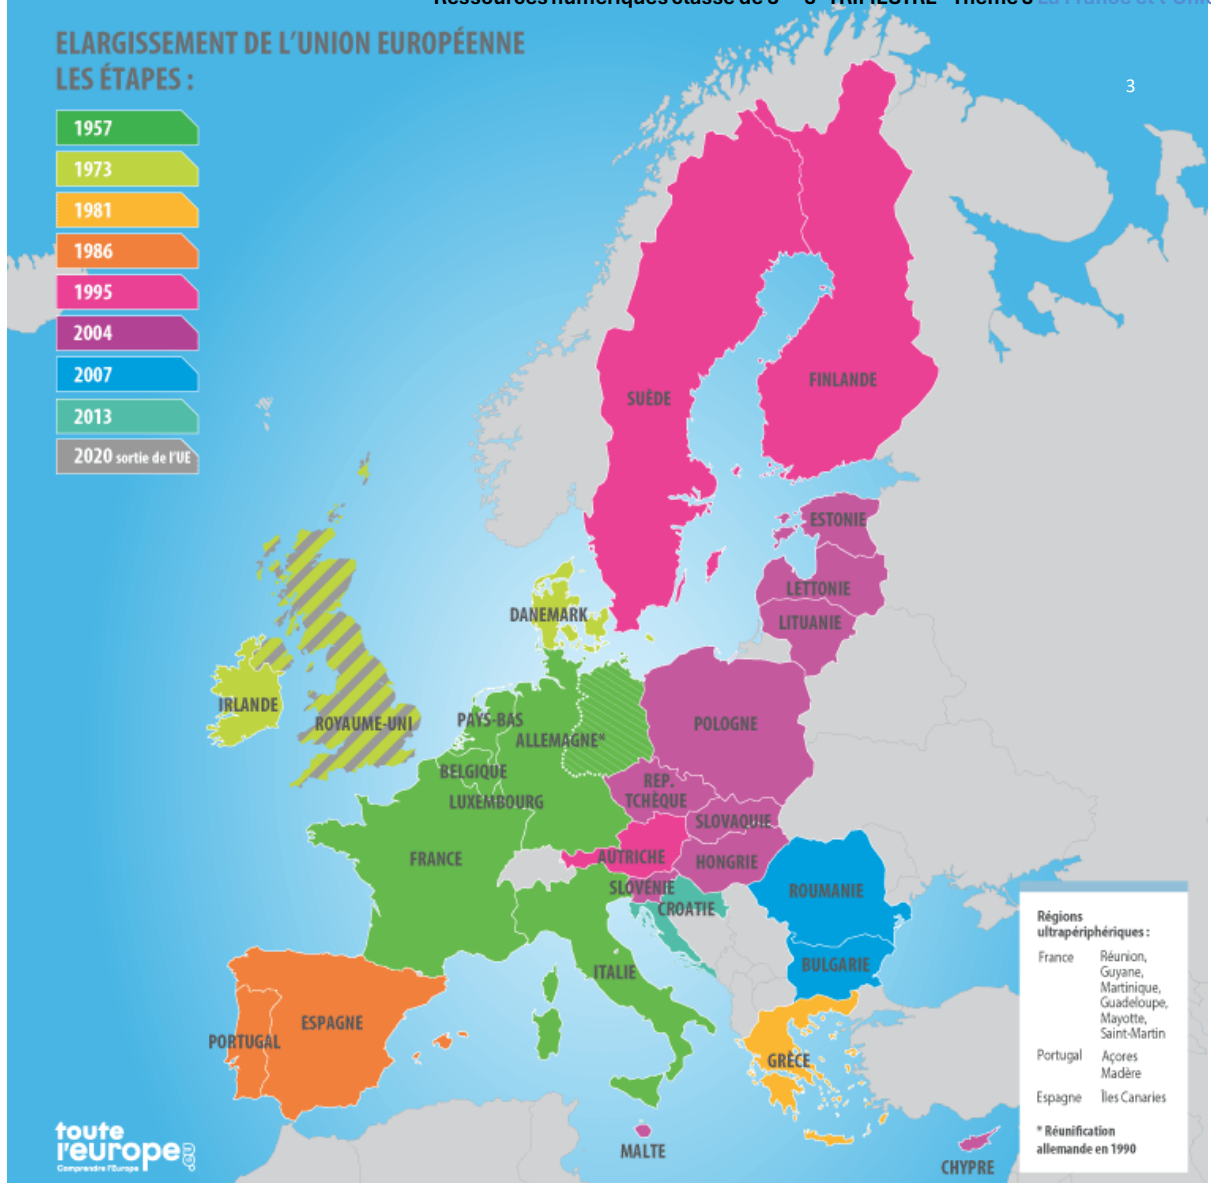 ELARGISSEMENT DE L'UNION EUROPÉENNE
LES ÉTAPES :
3
1957
1973
1981
1986
1995
2004
2007
2013
2020 sortie de l'UE
SUÈDE
FINLANDE
ESTONIE
LETTONIE
LITUANIE
DANEMARK
IRLANDE
ROYAUME-UNI
PAYS-BAS
ALLEMAGNE*
POLOGNE
BELGIQUE
LUXEMBOURG
REP.
TCHÈQUE
SLOVAQUIE
FRANCE
AUTRICHE
HONGRIE
SLOVÉNIE
CROATIE
ROUMANIE
BULGARIE
ITALIE
PORTUGAL
ESPAGNE
GRÈCE
MALTE
CHYPRE
Régions
ultrapériphériques :
France Réunion,
Guyane,
Martinique,
Guadeloupe,
Mayotte,
Saint-Martin
Portugal Açores
Madère
Espagne Îles Canaries
* Réunification
allemande en 1990
toute
l'europe.eu
Comprendre l'Europe